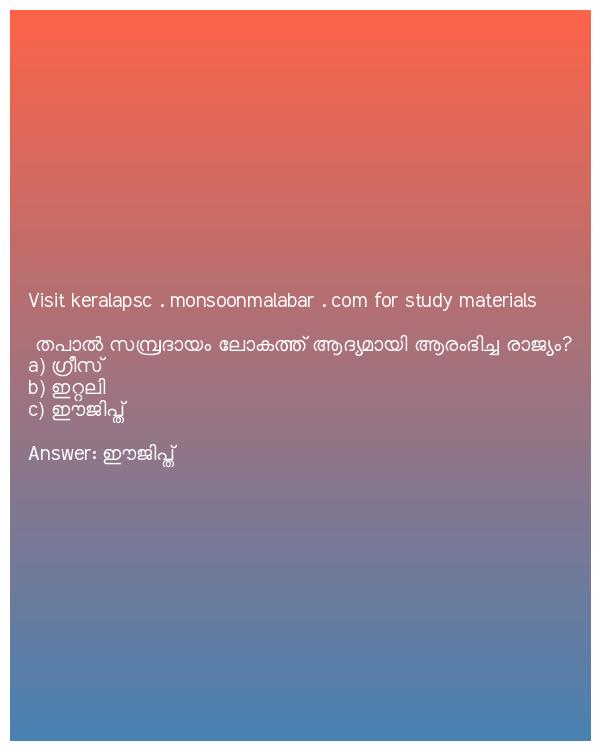 Visit keralapsc . monsoonmalabar . com for study materials
തപാൽ സമ്പ്രദായം ലോകത്ത് ആദ്യമായി ആരംഭിച്ച രാജ്യം?
a) ഗ്രീസ്
b) ഇറ്റലി
c) ഈജിപ്ത്
Answer: ഈജിപ്ത്